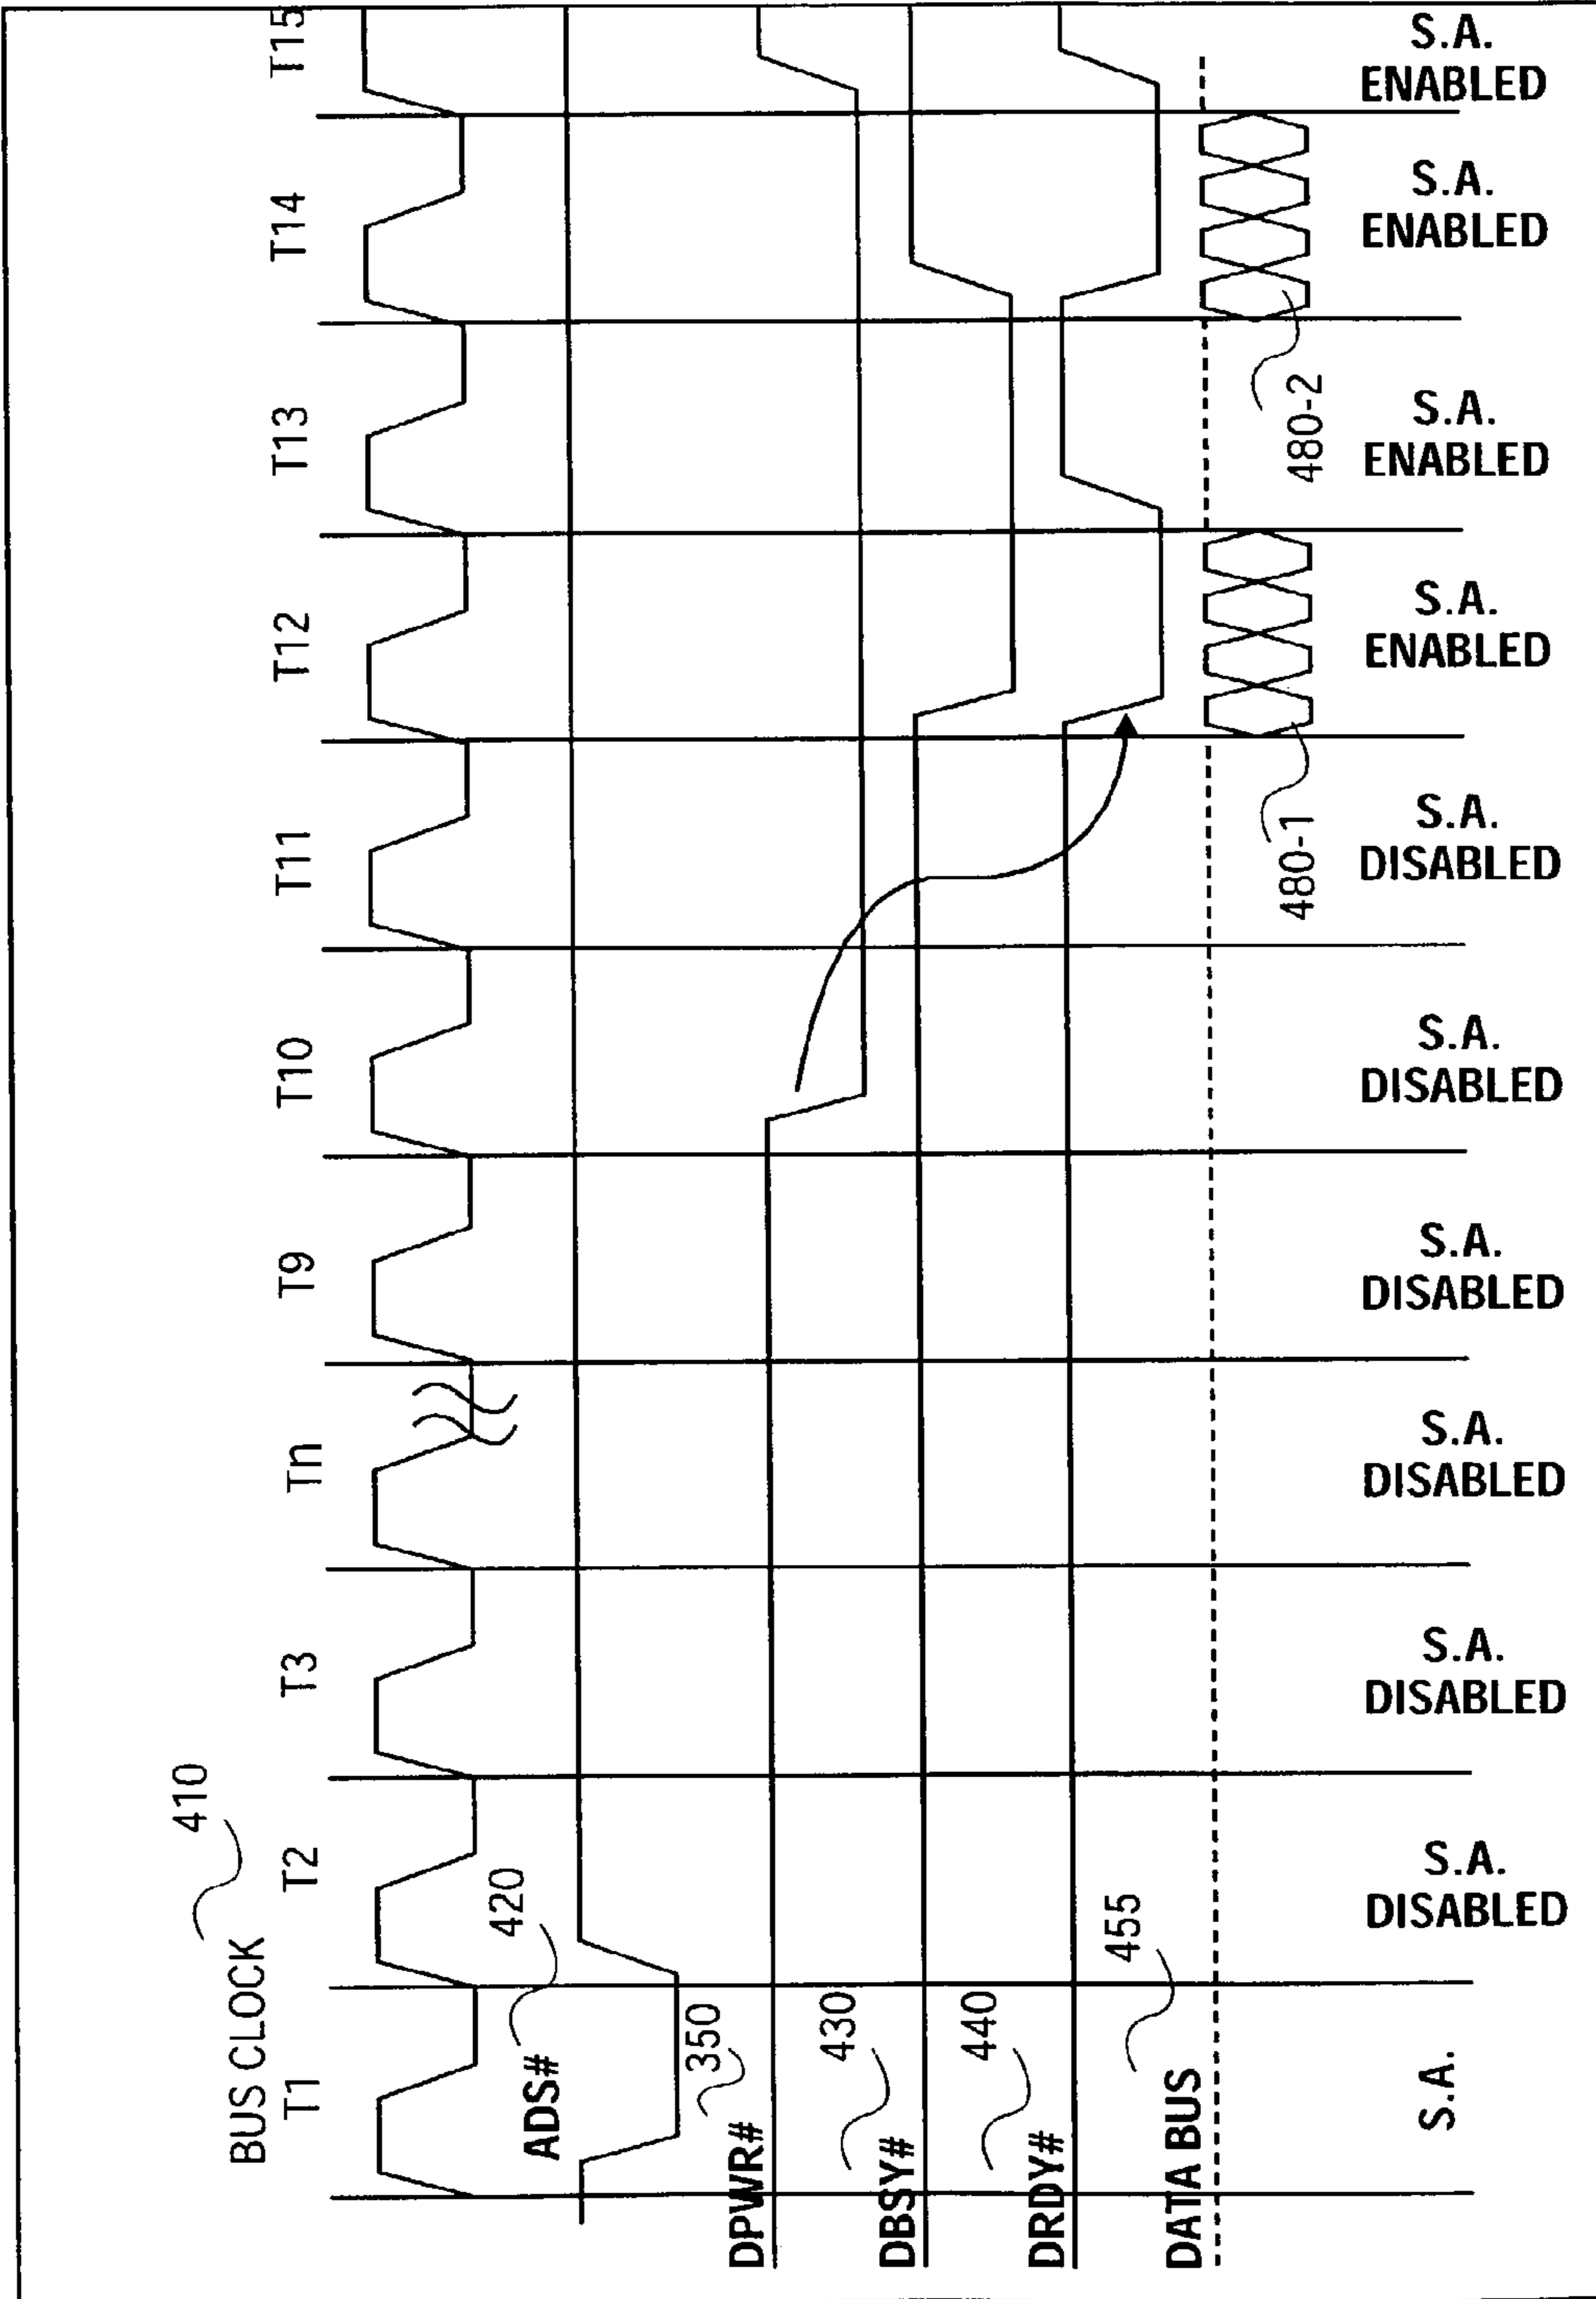 410
BUS CLOCK
T1 T2 T3 Tn T9 T10 T11 T12 T13 T14 T15
ADS#
420
DPWR#
350
DBSY#
430
DRDY#
440
DATA BUS
455
480-1
480-2
S.A.
S.A.
DISABLED
S.A.
DISABLED
S.A.
DISABLED
S.A.
DISABLED
S.A.
DISABLED
S.A.
DISABLED
S.A.
ENABLED
S.A.
ENABLED
S.A.
ENABLED
S.A.
ENABLED